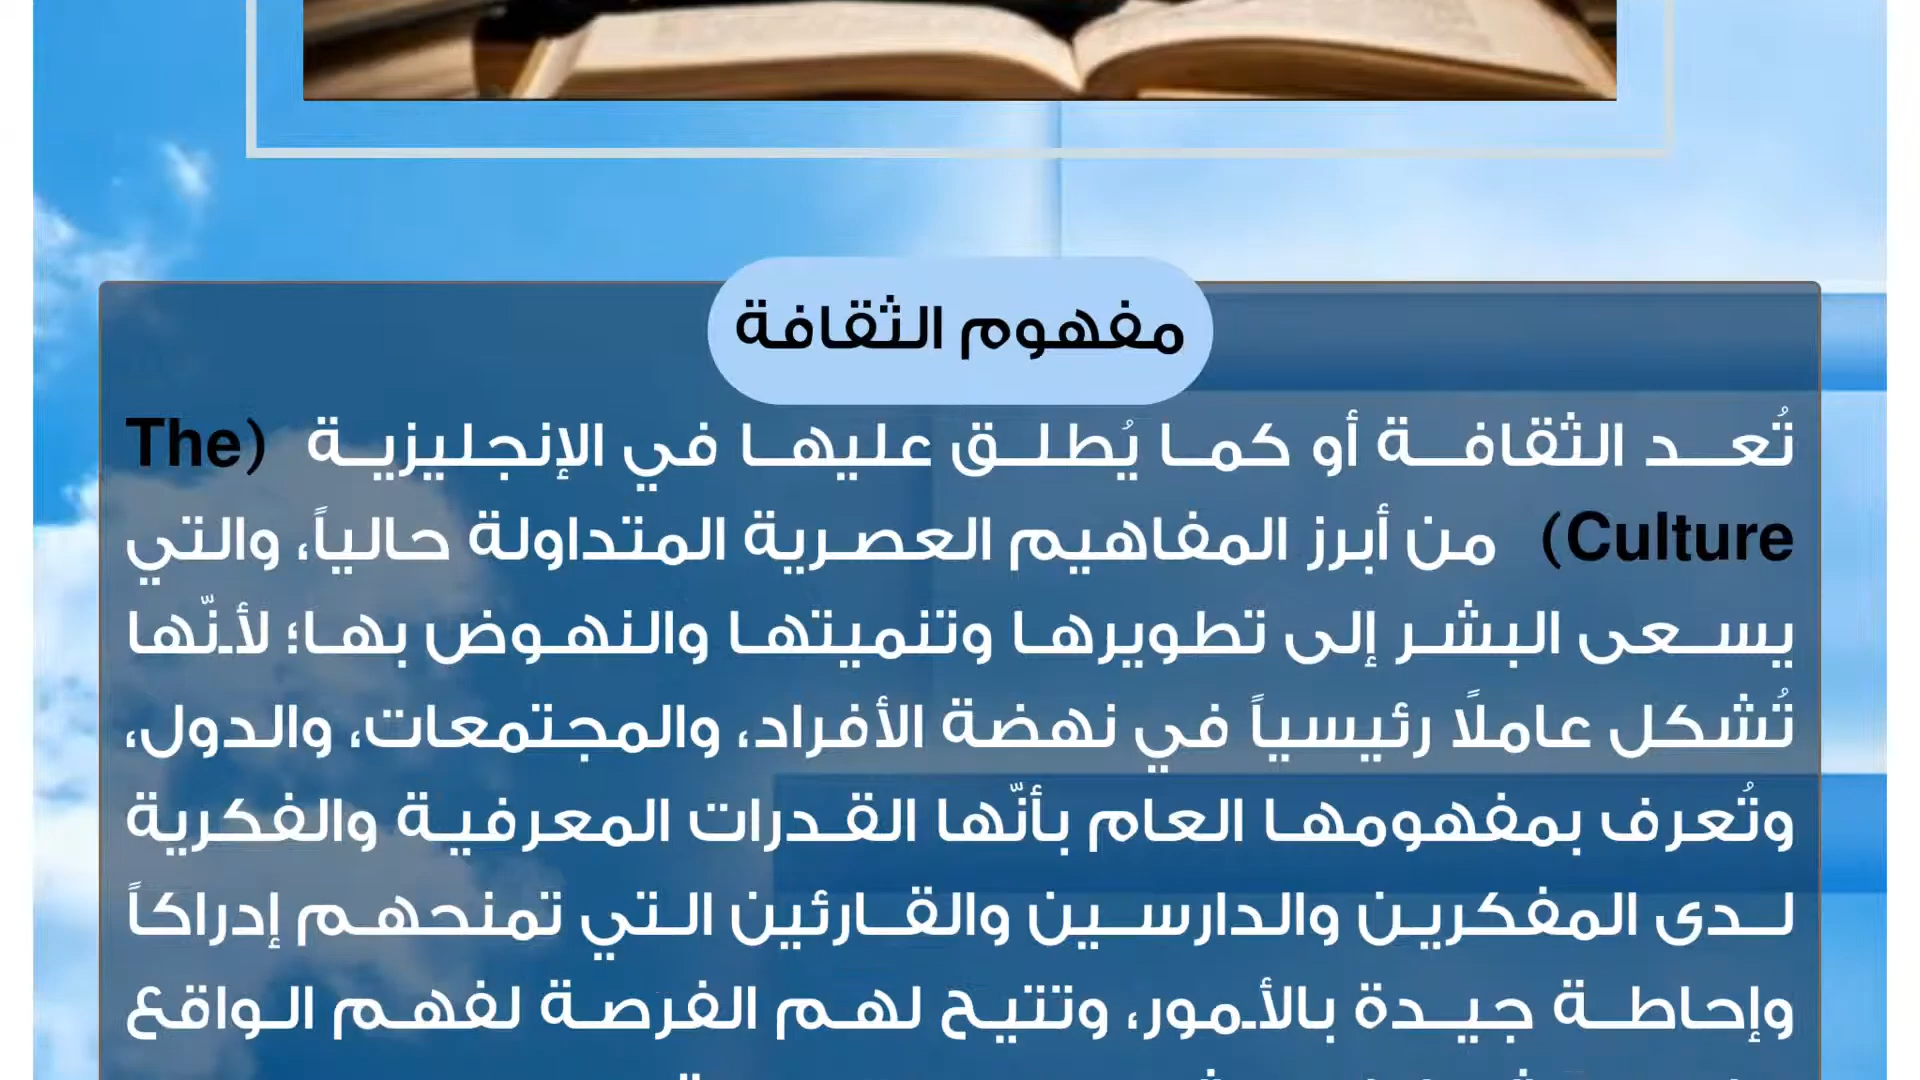 مفهوم الثقافة
تُعد الثقافة أو كما يُطلق عليها في الإنجليزية (The
Culture) من أبرز المفاهيم العصرية المتداولة حالياً، والتي
يسعى البشر إلى تطويرها وتنميتها والنهوض بها؛ لأنّها
تُشكل عاملًا رئيسياً في نهضة الأفراد، والمجتمعات، والدول،
وتُعرف بمفهومها العام بأنّها القدرات المعرفية والفكرية
لدى المفكرين والدارسين والقارئين التي تمنحهم إدراكاً
وإحاطة جيدة بالأمور، وتتيح لهم الفرصة لفهم الواقع